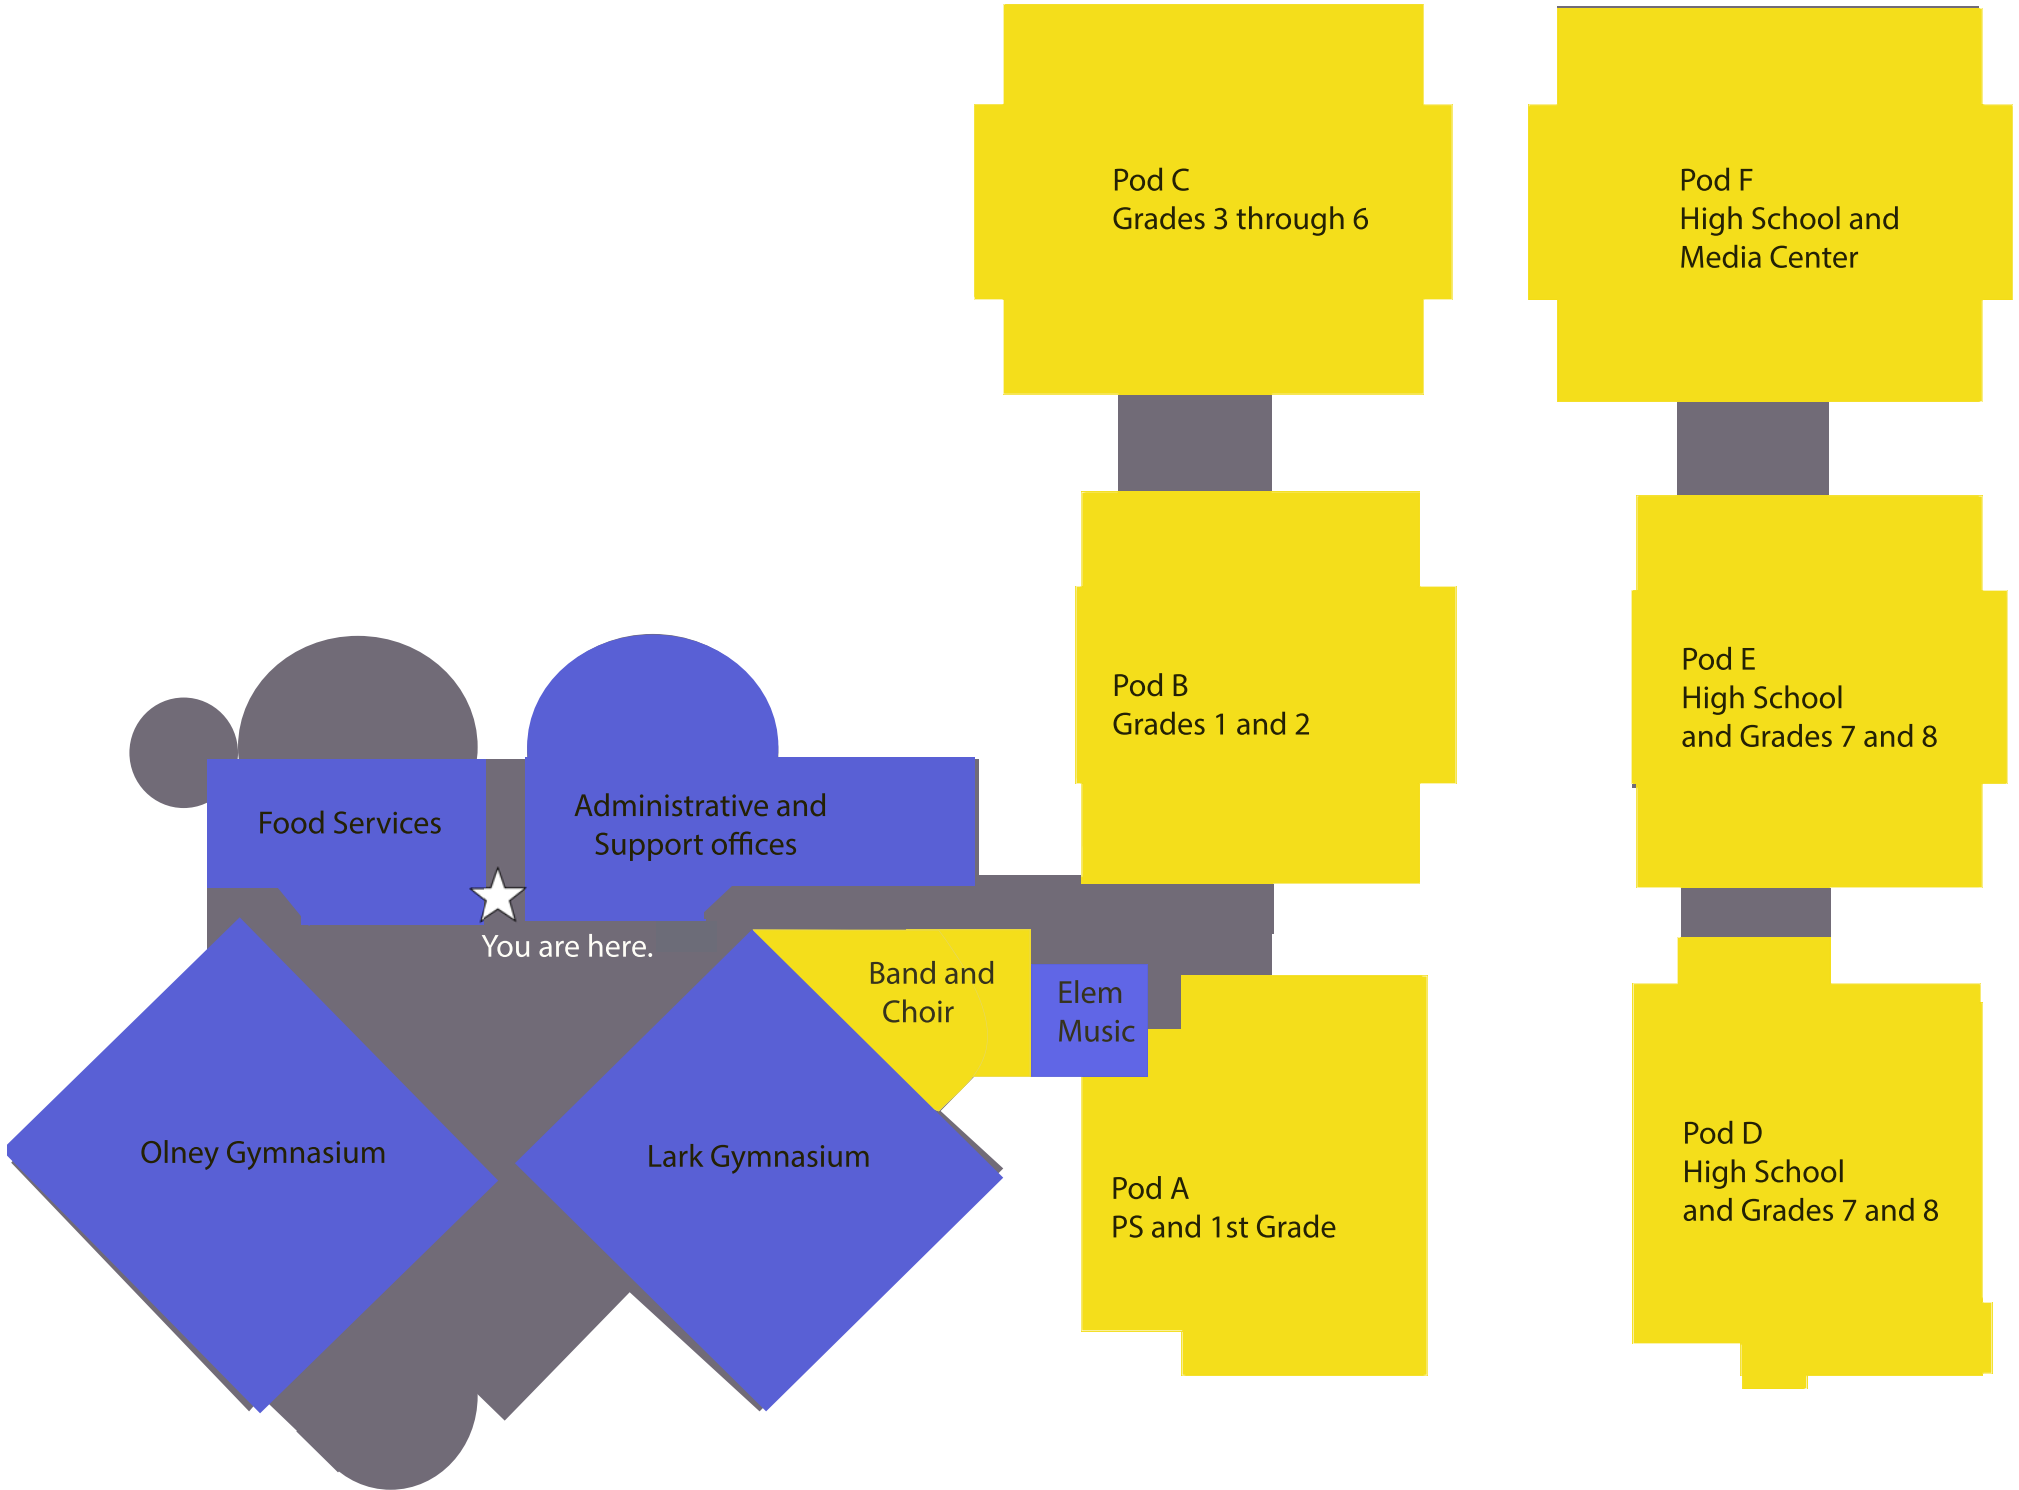 Pod C
Grades 3 through 6
Pod F
High School and
Media Center
Pod B
Grades 1 and 2
Pod E
High School
and Grades 7 and 8
Food Services
Administrative and
Support offices
You are here.
Band and
Choir
Elem
Music
Olney Gymnasium
Lark Gymnasium
Pod A
PS and 1st Grade
Pod D
High School
and Grades 7 and 8